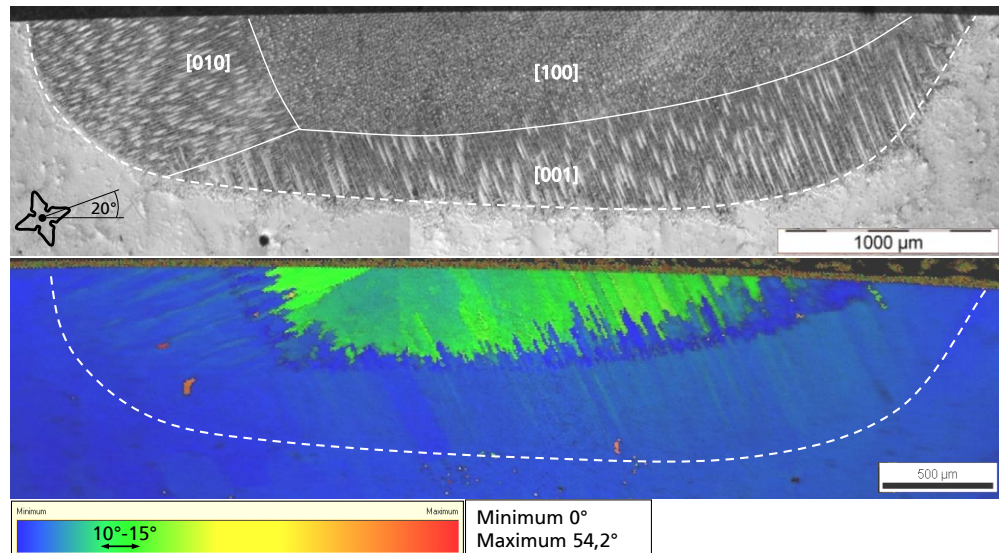 [010]
[100]
[001]
20°
1000 µm
500 µm
Minimum
Maximum
10°-15°
Minimum 0°
Maximum 54,2°